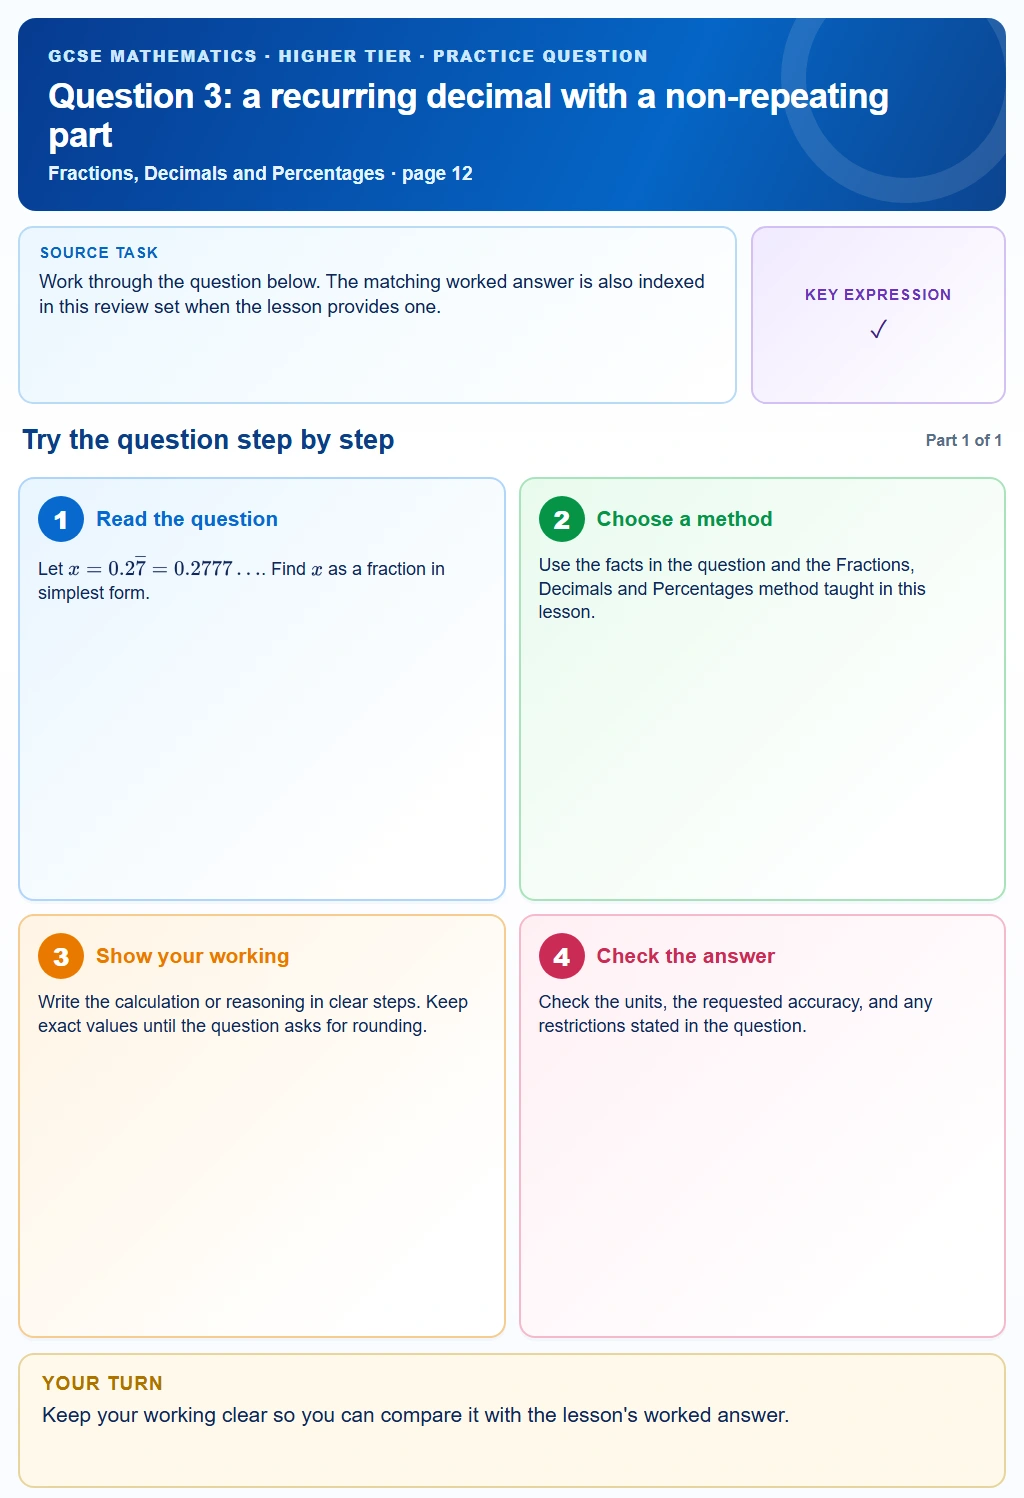 GCSE MATHEMATICS · HIGHER TIER · PRACTICE QUESTION
Question 3: a recurring decimal with a non-repeating
part
Fractions, Decimals and Percentages · page 12
SOURCE TASK
Work through the question below. The matching worked answer is also indexed
in this review set when the lesson provides one.
KEY EXPRESSION
✓
Try the question step by step
Part 1 of 1
1 Read the question
Let x = 0.27̅ = 0.2777 . . .. Find x as a fraction in
simplest form.
2 Choose a method
Use the facts in the question and the Fractions,
Decimals and Percentages method taught in this
lesson.
3 Show your working
Write the calculation or reasoning in clear steps. Keep
exact values until the question asks for rounding.
4 Check the answer
Check the units, the requested accuracy, and any
restrictions stated in the question.
YOUR TURN
Keep your working clear so you can compare it with the lesson's worked answer.